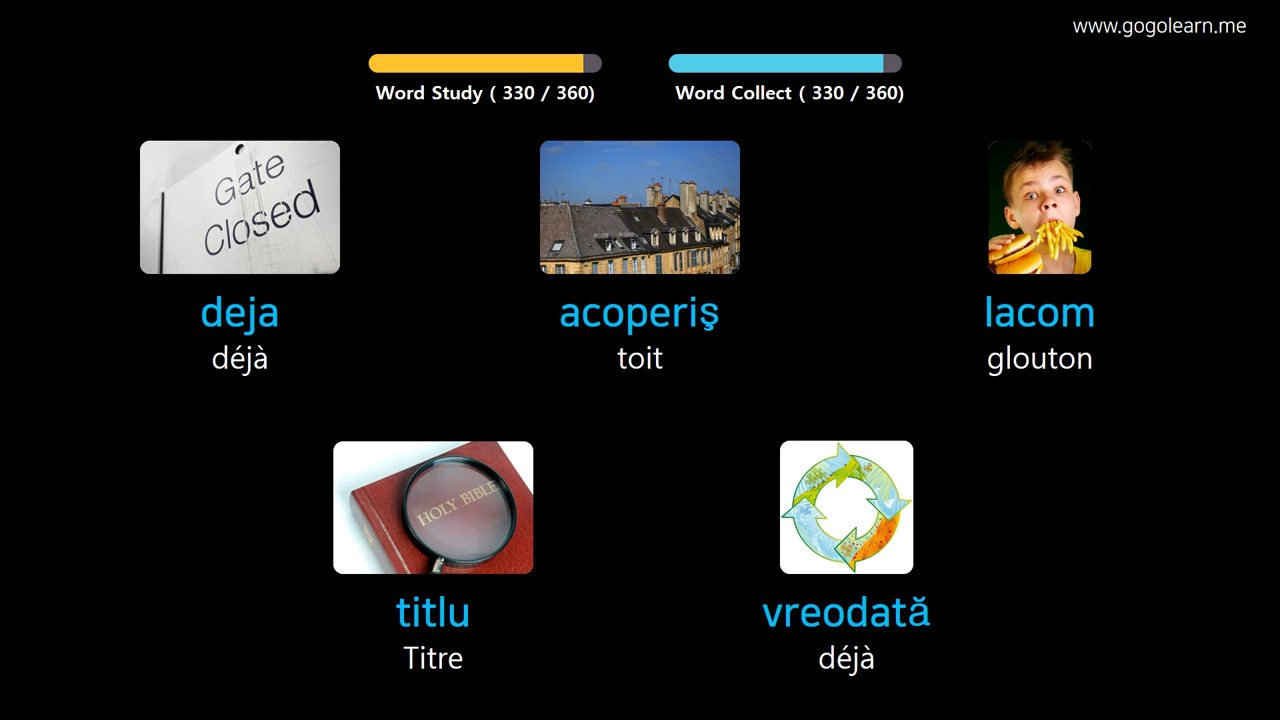 www.gogolearn.me
Word Study ( 330 / 360)
Word Collect ( 330 / 360)
Gate
Closed
deja
déjà
acoperiş
toit
lacom
glouton
HOLY BIBLE
titlu
Titre
vreodată
déjà